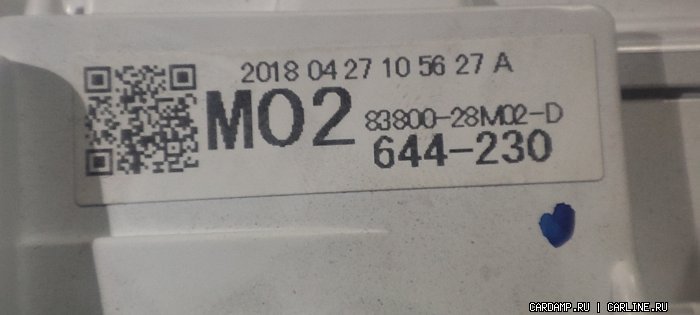 2018 04 27 10 56 27 A
M02
83800-28M02-D
644-230
CARDAMP.RU | CARLINE.RU